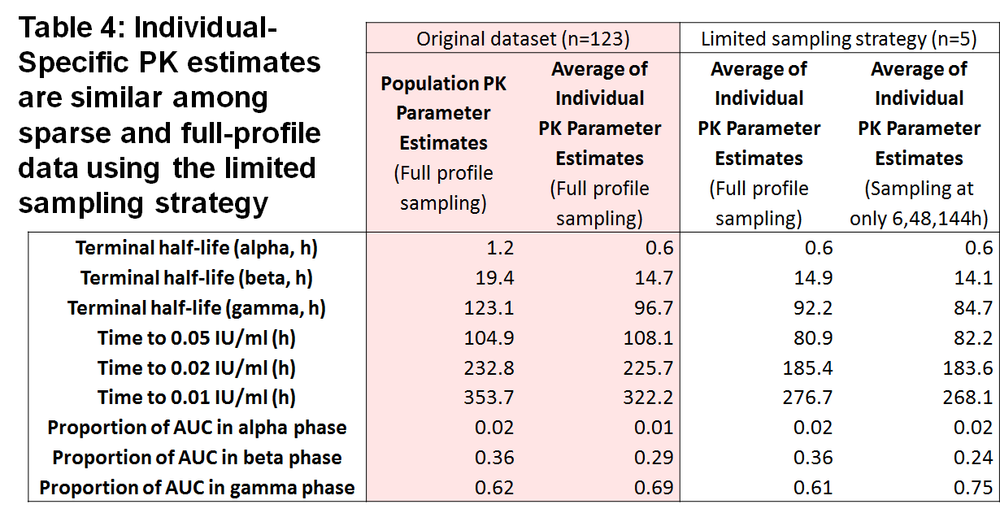 Table 4: Individual-
Specific PK estimates
are similar among
sparse and full-profile
data using the limited
sampling strategy
Original dataset (n=123)
Limited sampling strategy (n=5)
Population PK
Parameter
Estimates
(Full profile
sampling)
Average of
Individual
PK Parameter
Estimates
(Full profile
sampling)
Average of
Individual
PK Parameter
Estimates
(Full profile
sampling)
Average of
Individual
PK Parameter
Estimates
(Sampling at
only 6,48,144h)
Terminal half-life (alpha, h) 1.2 0.6 0.6 0.6
Terminal half-life (beta, h) 19.4 14.7 14.9 14.1
Terminal half-life (gamma, h) 123.1 96.7 92.2 84.7
Time to 0.05 IU/ml (h) 104.9 108.1 80.9 82.2
Time to 0.02 IU/ml (h) 232.8 225.7 185.4 183.6
Time to 0.01 IU/ml (h) 353.7 322.2 276.7 268.1
Proportion of AUC in alpha phase 0.02 0.01 0.02 0.02
Proportion of AUC in beta phase 0.36 0.29 0.36 0.24
Proportion of AUC in gamma phase 0.62 0.69 0.61 0.75